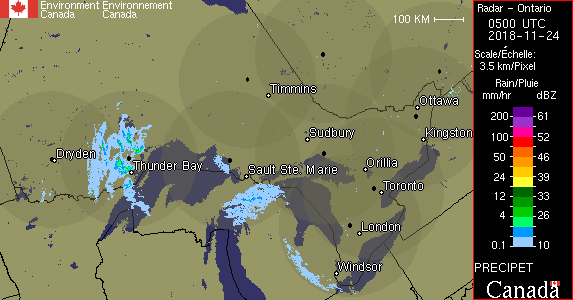 Environment Environnement
Canada Canada
100 KM
Timmins
Ottawa
Sudbury
Kingston
Dryden
Thunder Bay
Sault Ste. Marie
Orillia
Toronto
London
Windsor
Radar - Ontario
0500 UTC
2018-11-24
Scale/Échelle:
3.5 km/Pixel
Rain/Pluie
mm/hr dBZ
200 61
100 57
100 52
50 46
24 39
12 33
4 26
0.1 10
PRECIPET
Canada